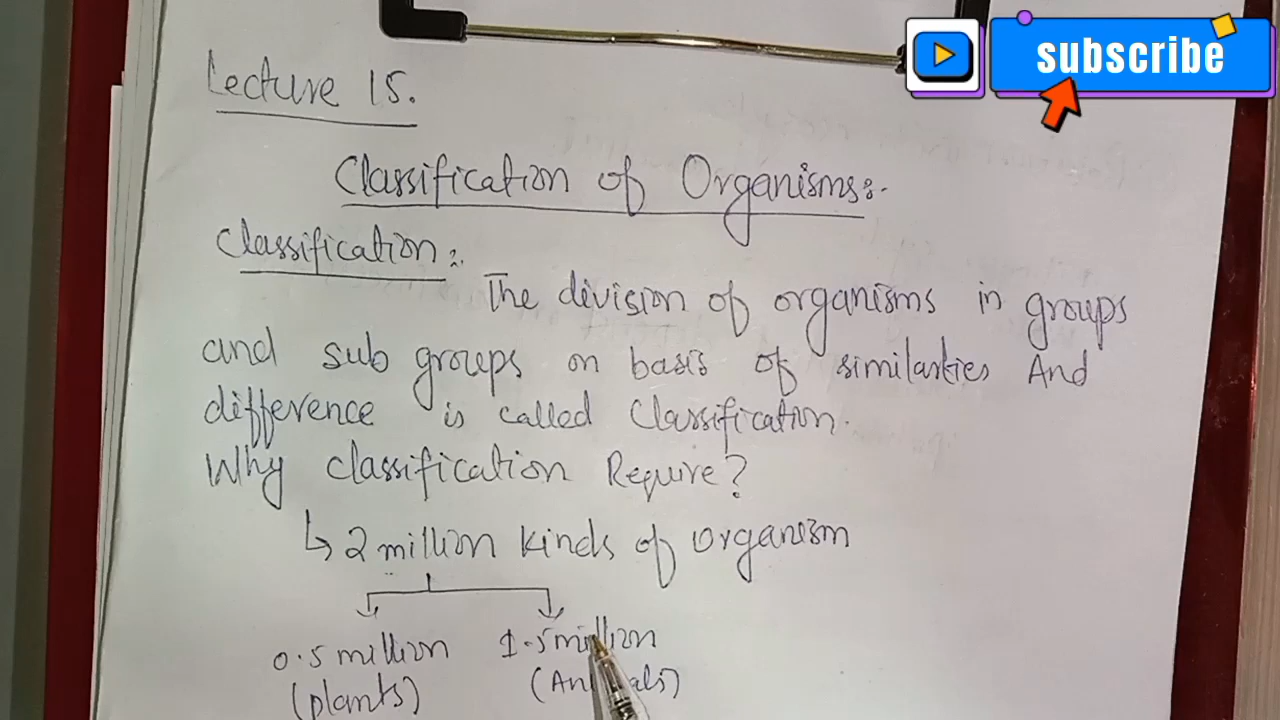 subscribe
Lecture 15.
Classification of Organisms:-
Classification:-
The division of organisms in groups
and sub groups on basis of similarties And
difference is called Classification.
Why classification Require?
↳ 2 million kinds of organism
0.5 million 1.5 million
(plants) (Animals)